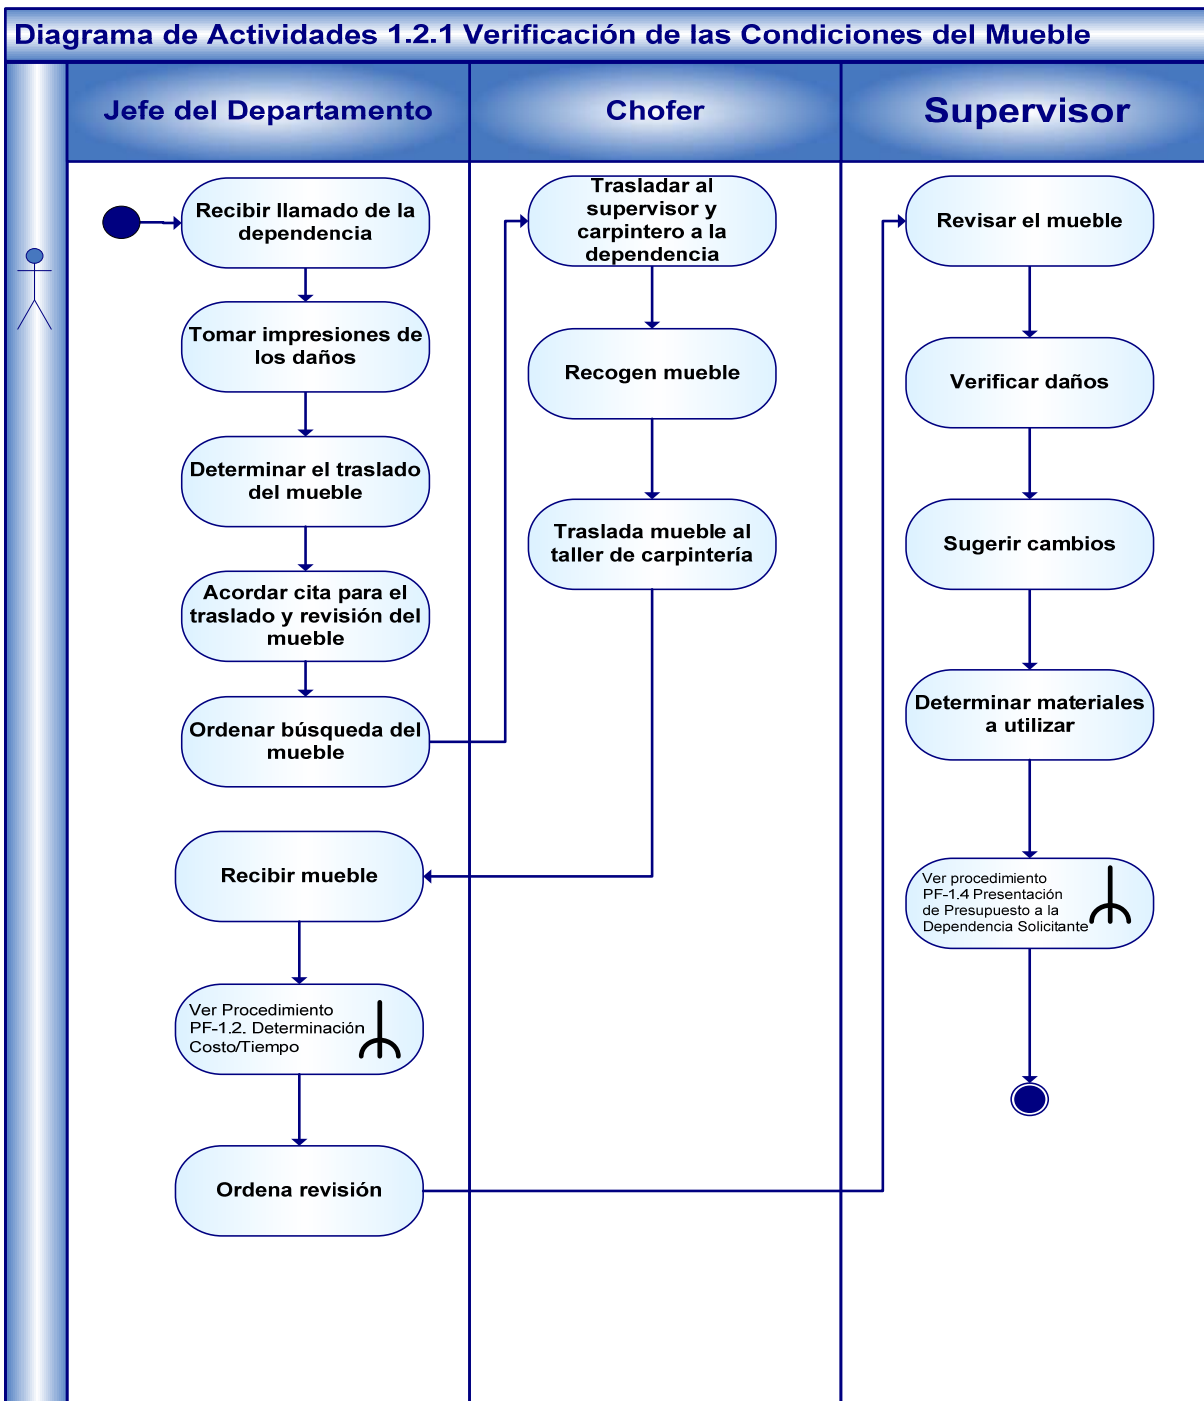 Diagrama de Actividades 1.2.1 Verificación de las Condiciones del Mueble
Jefe del Departamento
Chofer
Supervisor
Recibir llamado de la
dependencia
Tomar impresiones de
los daños
Determinar el traslado
del mueble
Acordar cita para el
traslado y revisión del
mueble
Ordenar búsqueda del
mueble
Recibir mueble
Ver Procedimiento
PF-1.2. Determinación
Costo/Tiempo
Ordena revisión
Trasladar al
supervisor y
carpintero a la
dependencia
Recogen mueble
Traslada mueble al
taller de carpintería
Revisar el mueble
Verificar daños
Sugerir cambios
Determinar materiales
a utilizar
Ver procedimiento
PF-1.4 Presentación
de Presupuesto a la
Dependencia Solicitante